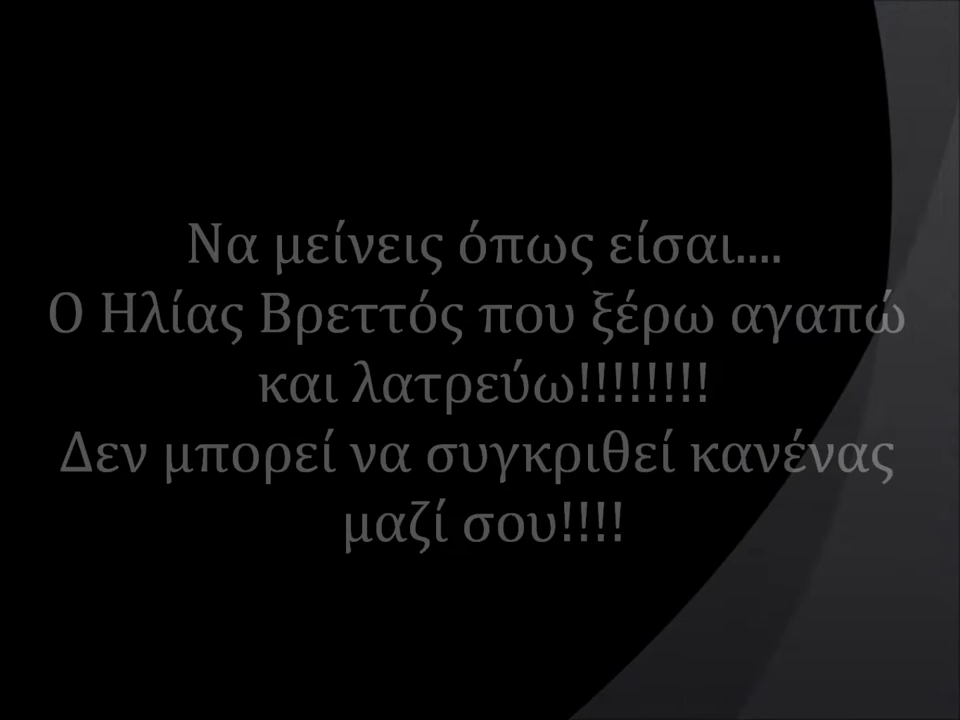 Να μείνεις όπως είσαι....
Ο Ηλίας Βρεττός που ξέρω αγαπώ
και λατρεύω!!!!!!!!
Δεν μπορεί να συγκριθεί κανένας
μαζί σου!!!!